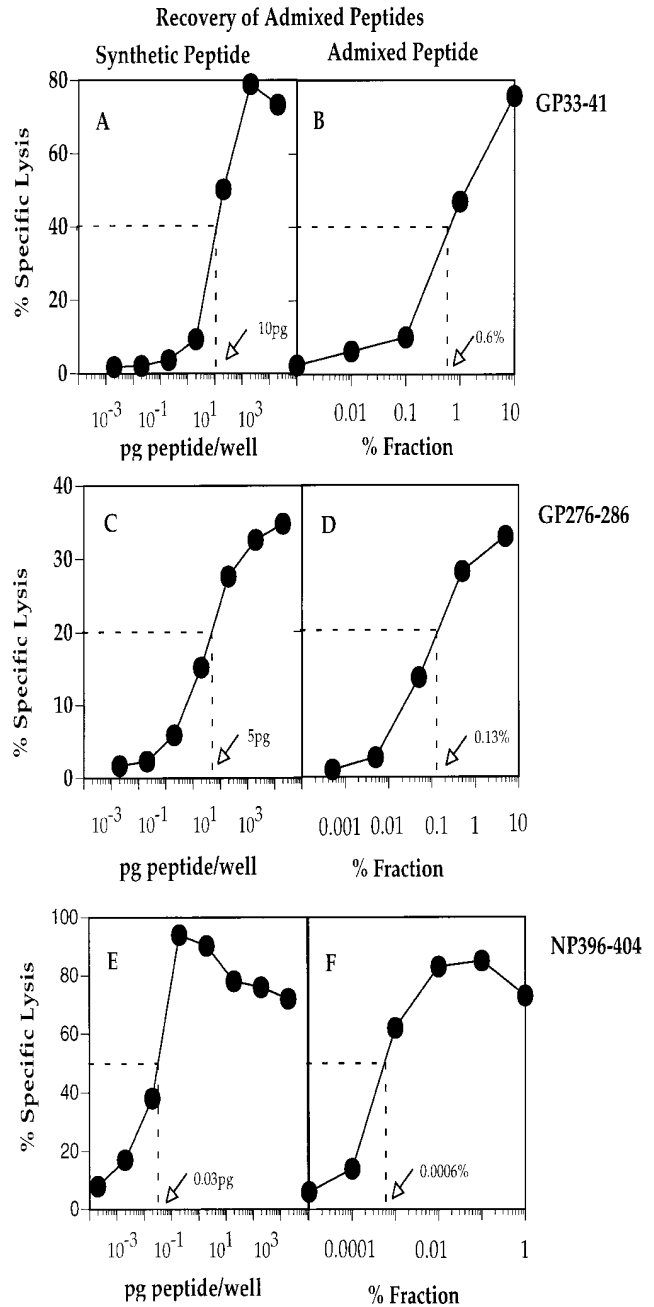 Recovery of Admixed Peptides
Synthetic Peptide Admixed Peptide
GP33-41
% Specific Lysis
80
60
40
20
0
A
10pg
B
0.6%
10-3 10-1 101 103
0.01 0.1 1 10
pg peptide/well
% Fraction
GP276-286
% Specific Lysis
40
30
20
10
0
C
5pg
D
0.13%
10-3 10-1 101 103
0.001 0.01 0.1 1 10
pg peptide/well
% Fraction
NP396-404
% Specific Lysis
100
80
60
40
20
0
E
0.03pg
F
0.0006%
10-3 10-1 101 103
0.0001 0.01 1
pg peptide/well
% Fraction